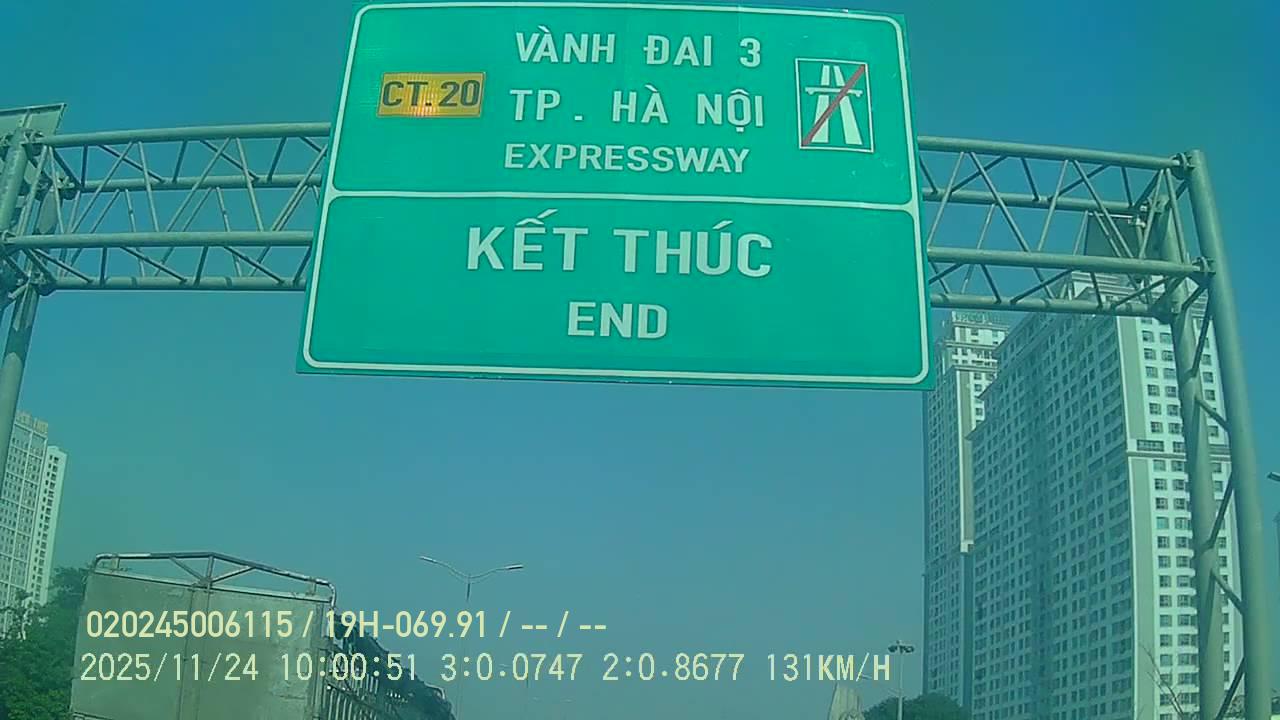 VÀNH ĐAI 3
CT.20
TP. HÀ NỘI
EXPRESSWAY
KẾT THÚC
END
020245006115 / 19H-069.91 / -- / --
2025/11/24 10:00:51 3:0.0747 2:0.8677 131KM/H